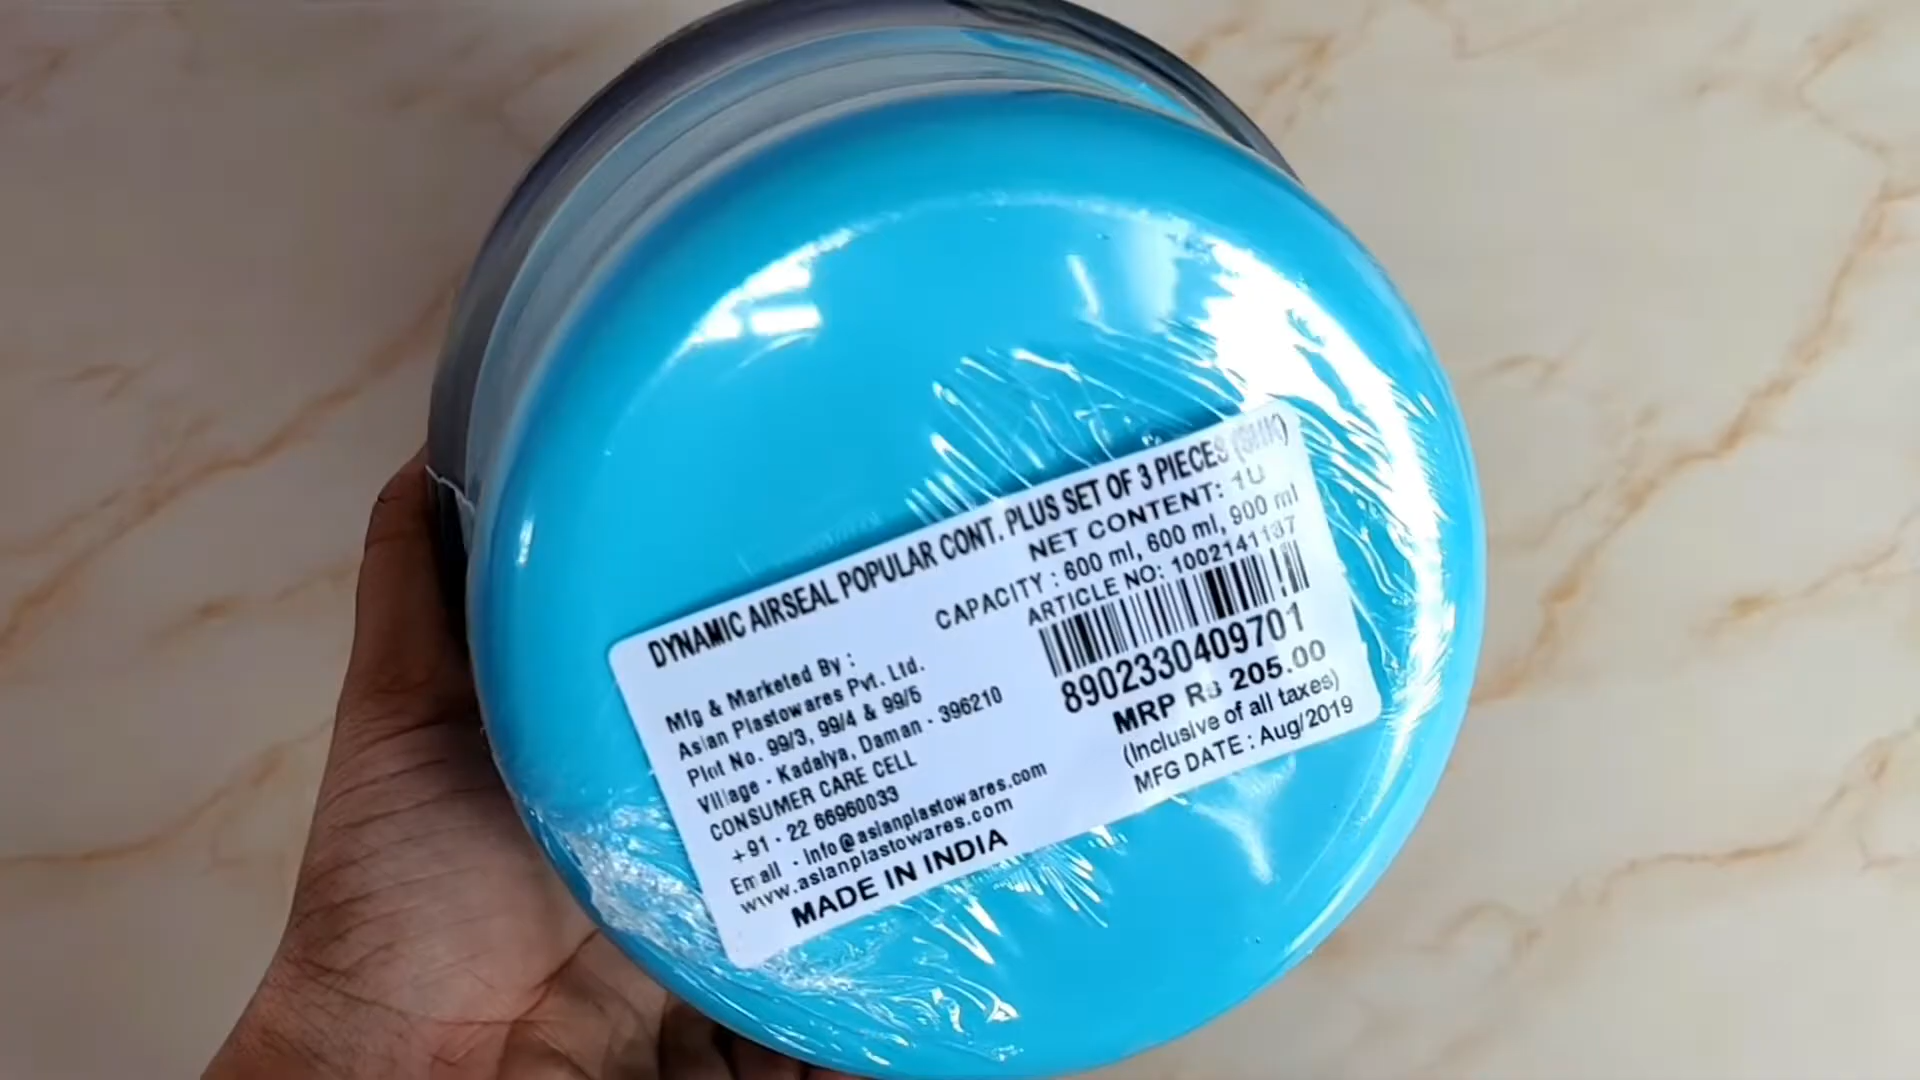 DYNAMIC AIRSEAL POPULAR CONT. PLUS SET OF 3 PIECES
NET CONTENT: 1U
CAPACITY : 600 ml, 600 ml, 900 ml
ARTICLE NO: 1002141137
8902330409701
MRP Rs 205.00
(Inclusive of all taxes)
MFG DATE : Aug/2019
Mfg & Marketed By :
Asian Plastowares Pvt. Ltd.
Plot No. 99/3, 99/4 & 99/5
Village - Kadaiya, Daman - 396210
CONSUMER CARE CELL
+91 - 22 66960033
Email - Info@asianplastowares.com
www.asianplastowares.com
MADE IN INDIA